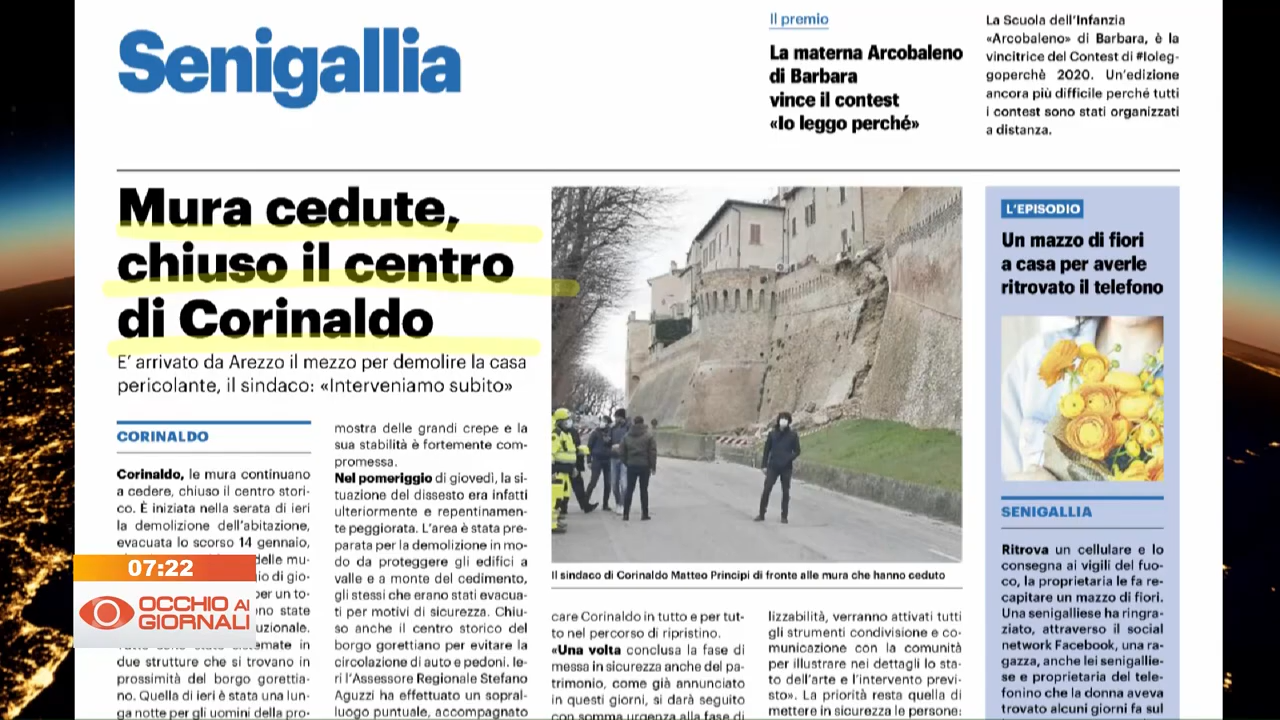 Senigallia
Il premio
La materna Arcobaleno
di Barbara
vince il contest
«Io leggo perché»
La Scuola dell'Infanzia
«Arcobaleno» di Barbara, è la
vincitrice del Contest di #Ioleg-
goperchè 2020. Un'edizione
ancora più difficile perché tutti
i contest sono stati organizzati
a distanza.
Mura cedute,
chiuso il centro
di Corinaldo
E' arrivato da Arezzo il mezzo per demolire la casa
pericolante, il sindaco: «Interveniamo subito»
CORINALDO
Corinaldo, le mura continuano
a cedere, chiuso il centro stori-
co. È iniziata nella serata di ieri
la demolizione dell'abitazione,
evacuata lo scorso 14 gennaio,
delle mu-
io di gio-
per un to-
no state
uzionale.
in
due strutture che si trovano in
prossimità del borgo gorettia-
no. Quella di ieri è stata una lun-
ga notte per gli uomini della pro-
mostra delle grandi crepe e la
sua stabilità è fortemente com-
promessa.
Nel pomeriggio di giovedì, la si-
tuazione del dissesto era infatti
ulteriormente e repentinamen-
te peggiorata. L'area è stata pre-
parata per la demolizione in mo-
do da proteggere gli edifici a
valle e a monte del cedimento,
gli stessi che erano stati evacua-
ti per motivi di sicurezza. Chiu-
so anche il centro storico del
borgo gorettiano per evitare la
circolazione di auto e pedoni. Ie-
ri l'Assessore Regionale Stefano
Aguzzi ha effettuato un sopral-
luogo puntuale, accompagnato
Il sindaco di Corinaldo Matteo Principi di fronte alle mura che hanno ceduto
care Corinaldo in tutto e per tut-
to nel percorso di ripristino.
«Una volta conclusa la fase di
messa in sicurezza anche del pa-
trimonio, come già annunciato
in questi giorni, si darà seguito
con somma urgenza alla fase di
lizzabilità, verranno attivati tutti
gli strumenti condivisione e co-
municazione con la comunità
per illustrare nei dettagli lo sta-
to dell'arte e l'intervento previ-
sto». La priorità resta quella di
mettere in sicurezza le persone:
L'EPISODIO
Un mazzo di fiori
a casa per averle
ritrovato il telefono
SENIGALLIA
Ritrova un cellulare e lo
consegna ai vigili del fuo-
co, la proprietaria le fa re-
capitare un mazzo di fiori.
Una senigalliese ha ringra-
ziato, attraverso il social
network Facebook, una ra-
gazza, anche lei senigallie-
se e proprietaria del tele-
fonino che la donna aveva
trovato alcuni giorni fa sul
07:22
OCCHIO AI
GIORNALI